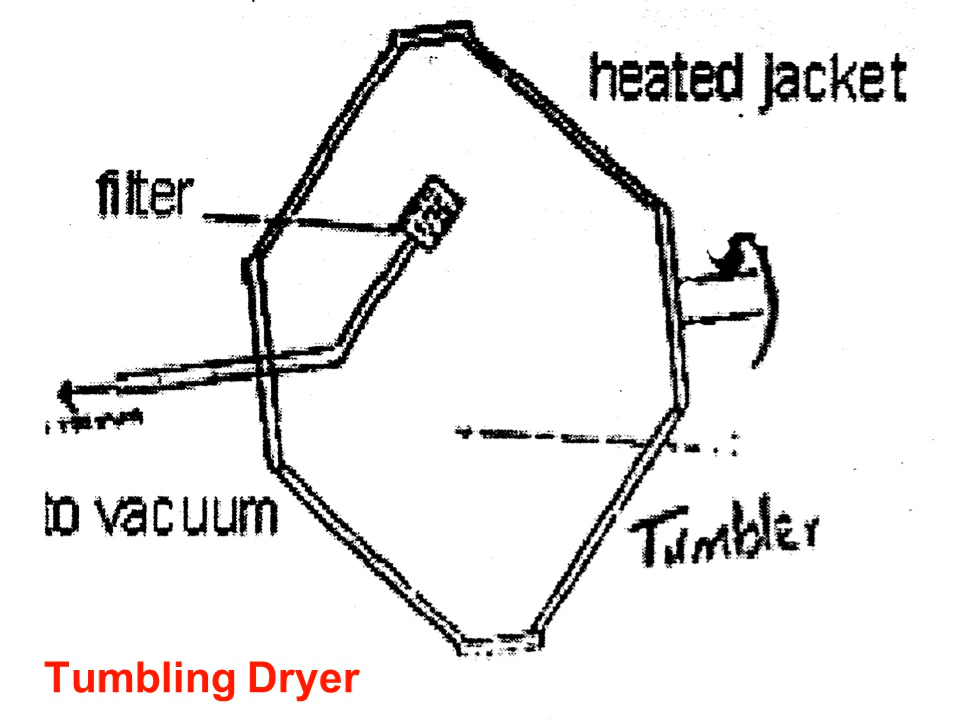 heated jacket
filter
to vacuum
Tumbler
Tumbling Dryer